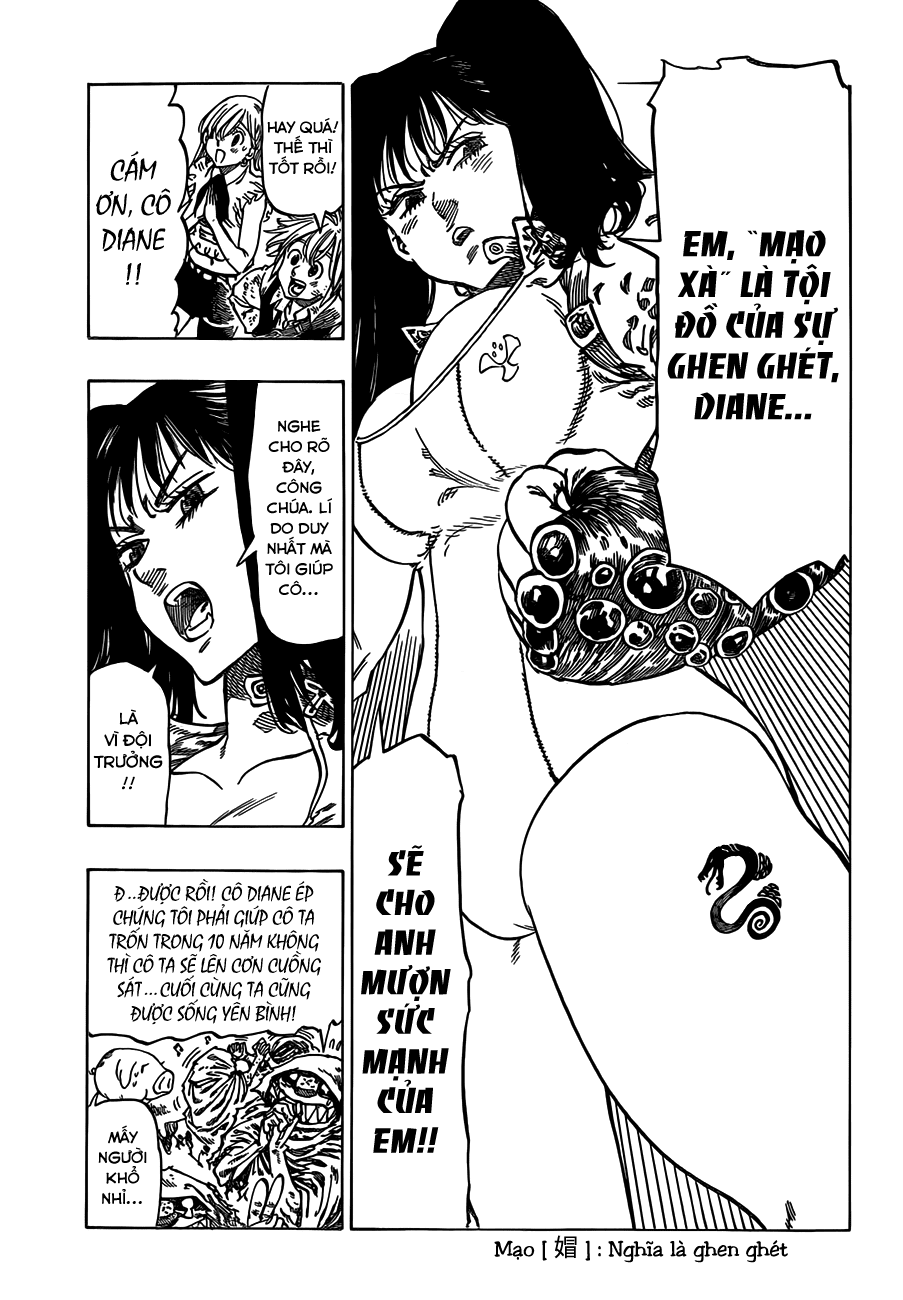 EM, "MẠO
XÀ" LÀ TỘI
ĐỒ CỦA SỰ
GHEN GHÉT,
DIANE...
SẼ
CHO
ANH
MƯỢN
SỨC
MẠNH
CỦA
EM!!
HAY QUÁ!
THẾ THÌ
TỐT RỒI!
CÁM
ƠN, CÔ
DIANE
!!
NGHE
CHO RÕ
ĐÂY,
CÔNG
CHÚA. LÍ
DO DUY
NHẤT MÀ
TÔI GIÚP
CÔ...
LÀ
VÌ ĐỘI
TRƯỞNG
!!
Đ...ĐƯỢC RỒI! CÔ DIANE ÉP
CHÚNG TÔI PHẢI GIÚP CÔ TA
TRỐN TRONG 10 NĂM KHÔNG
THÌ CÔ TA SẼ LÊN CƠN CUỒNG
SÁT...CUỐI CÙNG TA CŨNG
ĐƯỢC SỐNG YÊN BÌNH!
MẤY
NGƯỜI
KHỔ
NHỈ...
Mạo [ 媢 ] : Nghĩa là ghen ghét